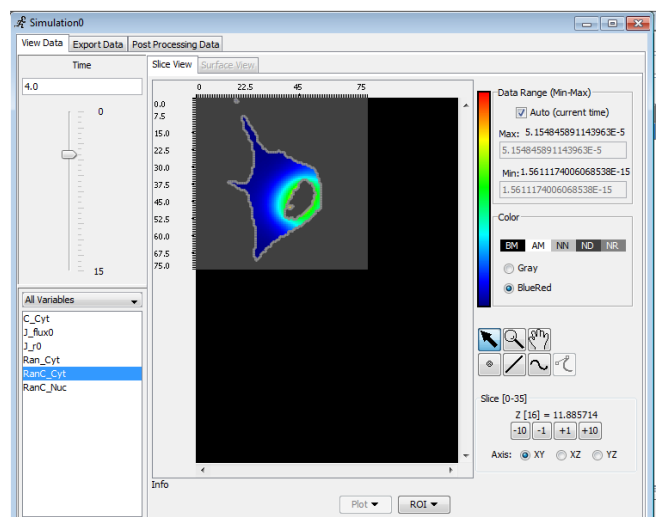 Simulation0
View Data Export Data Post Processing Data
Time
4.0
0
15
All Variables
C_Cyt
J_flux0
J_r0
Ran_Cyt
RanC_Cyt
RanC_Nuc
Slice View Surface View
0 22.5 45 75
0.0
7.5
15.0
22.5
30.0
37.5
45.0
52.5
60.0
67.5
75.0
Info
Plot ROI
Data Range (Min-Max)
Auto (current time)
Max: 5.154845891143963E-5
5.154845891143963E-5
Min: 1.5611174006068538E-15
1.5611174006068538E-15
Color
BM AM NN ND NR
Gray
BlueRed
Slice [0-35]
Z [16] = 11.885714
-10 -1 +1 +10
Axis: XY XZ YZ